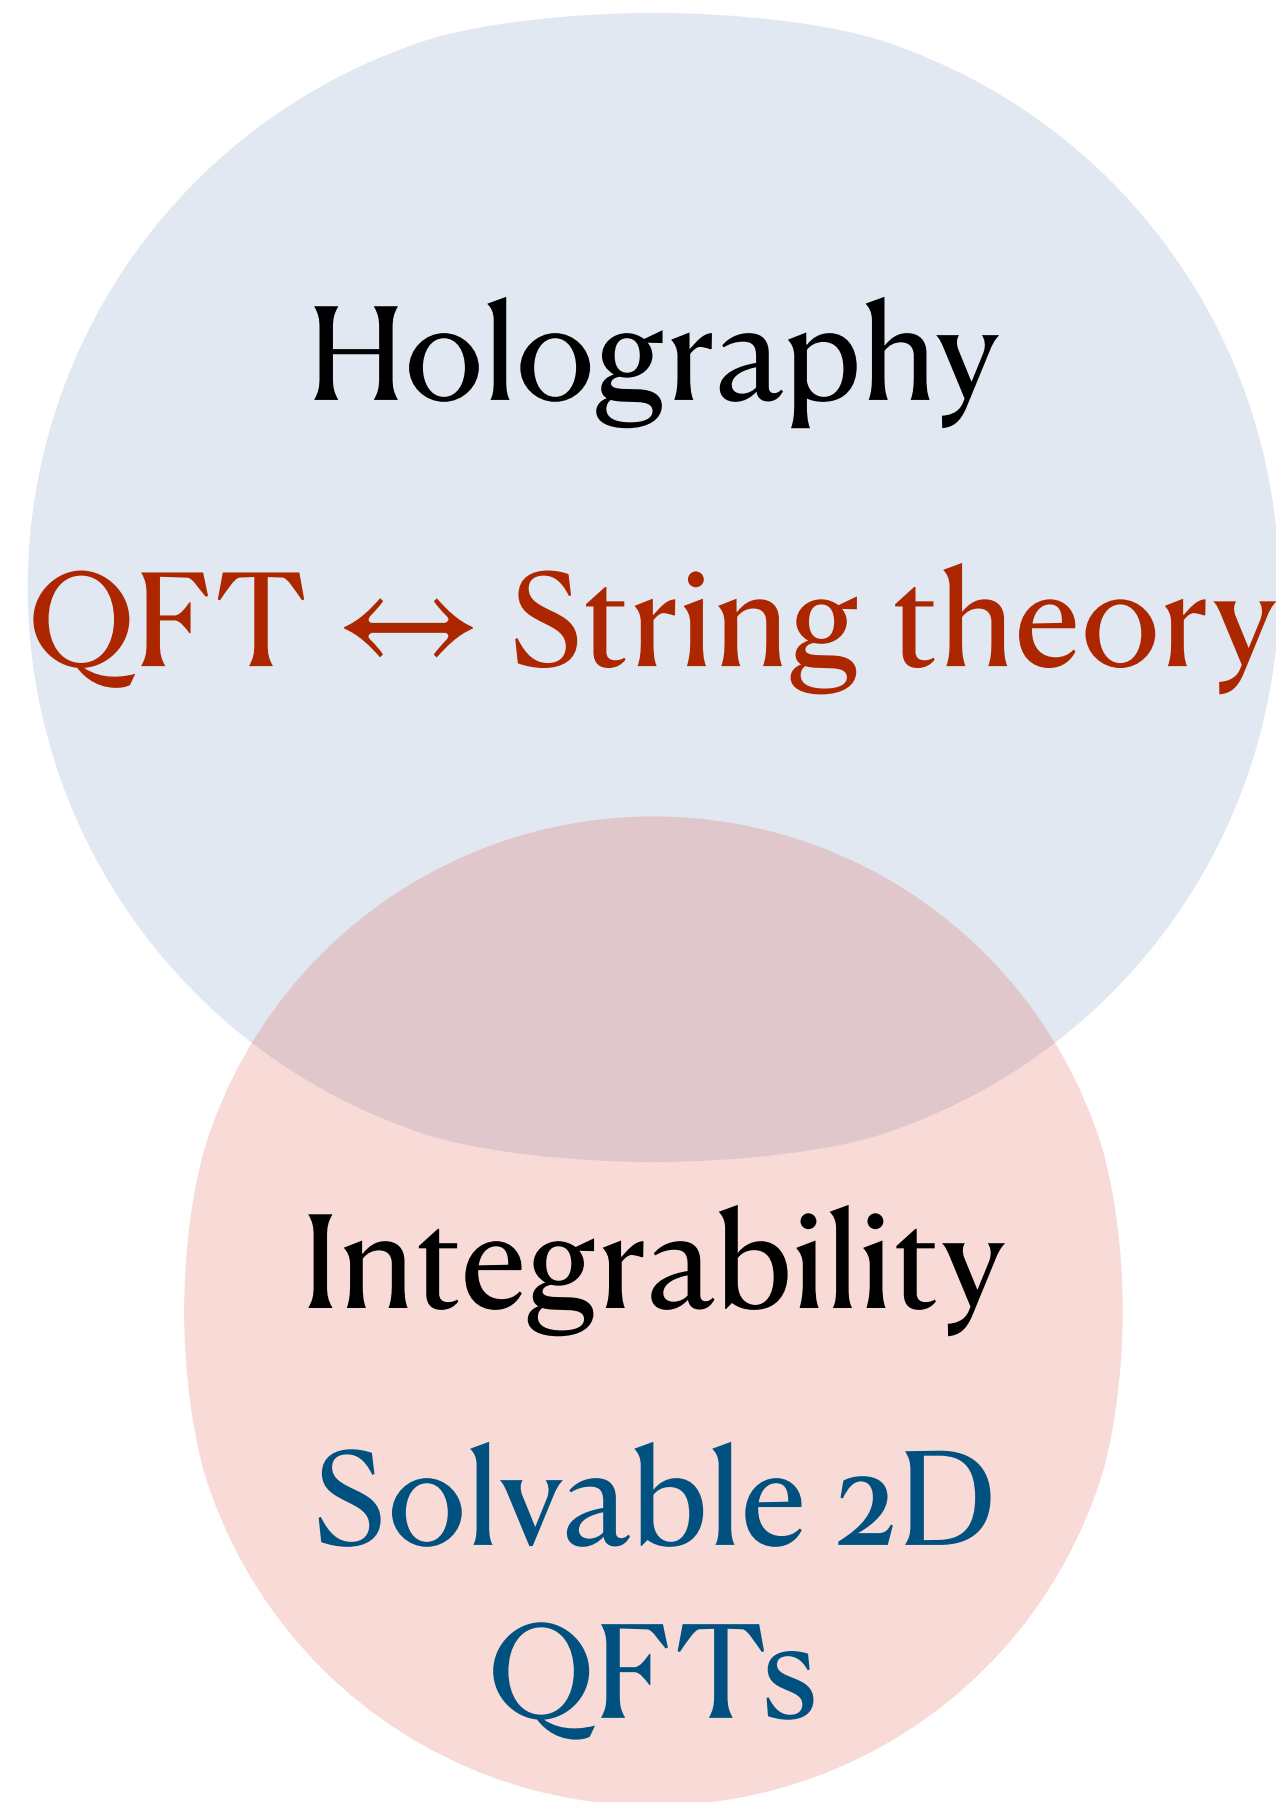 Holography
QFT ↔ String theory
Integrability
Solvable 2D
QFTs